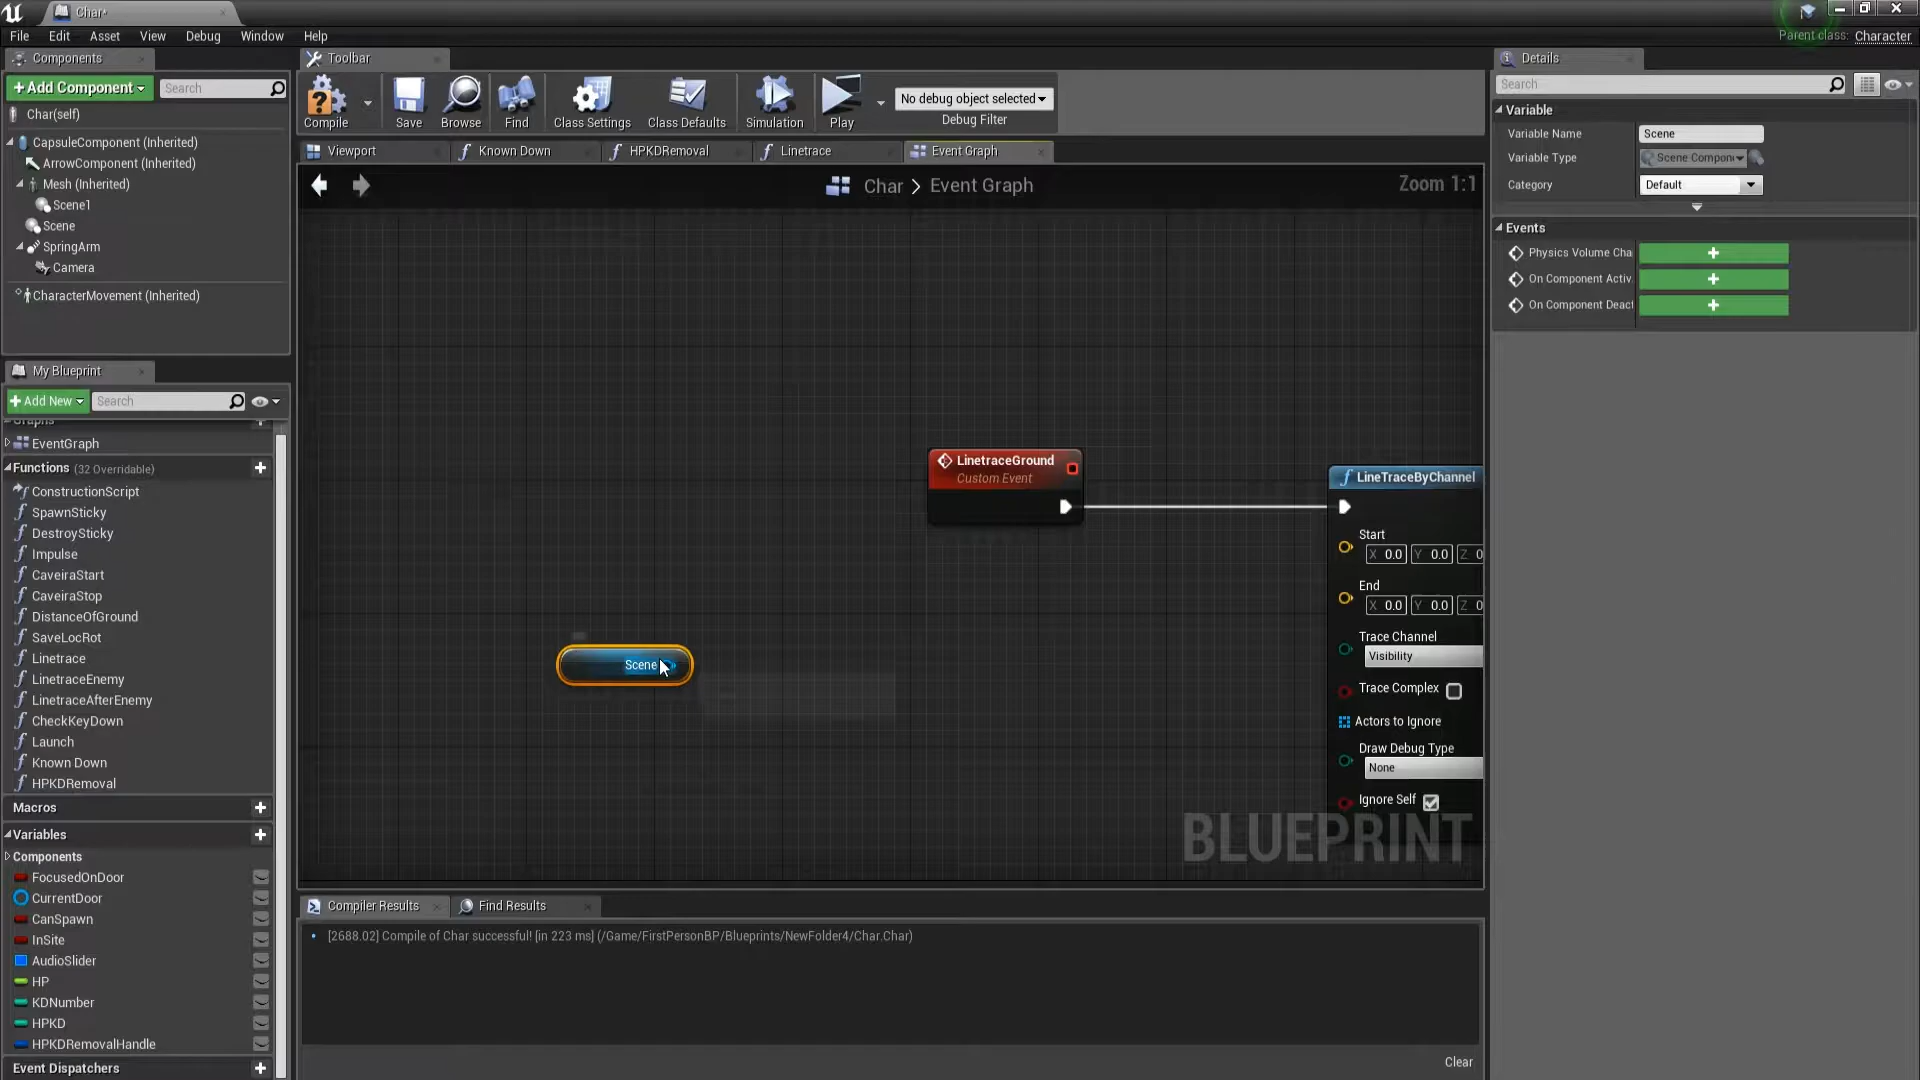 Char*
File Edit Asset View Debug Window Help
Parent class: Character
Components
+Add Component
Search
Char(self)
CapsuleComponent (Inherited)
ArrowComponent (Inherited)
Mesh (Inherited)
Scene1
Scene
SpringArm
Camera
CharacterMovement (Inherited)
My Blueprint
+Add New
Search
Graphs
EventGraph
Functions (32 Overridable)
ConstructionScript
SpawnSticky
DestroySticky
Impulse
CaveiraStart
CaveiraStop
DistanceOfGround
SaveLocRot
Linetrace
LinetraceEnemy
LinetraceAfterEnemy
CheckKeyDown
Launch
Known Down
HPKDRemoval
Macros
Variables
Components
FocusedOnDoor
CurrentDoor
CanSpawn
InSite
AudioSlider
HP
KDNumber
HPKD
HPKDRemovalHandle
Event Dispatchers
Toolbar
Compile
Save
Browse
Find
Class Settings
Class Defaults
Simulation
Play
No debug object selected
Debug Filter
Viewport
Known Down
HPKDRemoval
Linetrace
Event Graph
Char > Event Graph
Zoom 1:1
LinetraceGround
Custom Event
Scene
LineTraceByChannel
Start
X 0.0 Y 0.0 Z 0
End
X 0.0 Y 0.0 Z 0
Trace Channel
Visibility
Trace Complex
Actors to Ignore
Draw Debug Type
None
Ignore Self
BLUEPRINT
Compiler Results
Find Results
[2688.02] Compile of Char successful! [in 223 ms] (/Game/FirstPersonBP/Blueprints/NewFolder4/Char.Char)
Clear
Details
Search
Variable
Variable Name Scene
Variable Type Scene Compon
Category Default
Events
Physics Volume Cha
On Component Activ
On Component Deact